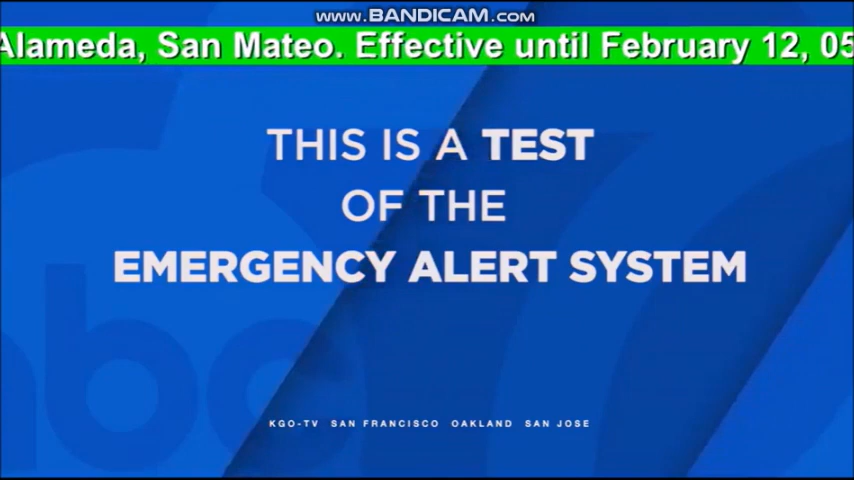 www.BANDICAM.com
Alameda, San Mateo. Effective until February 12, 05
THIS IS A TEST
OF THE
EMERGENCY ALERT SYSTEM
abc
KGO-TV SAN FRANCISCO OAKLAND SAN JOSE